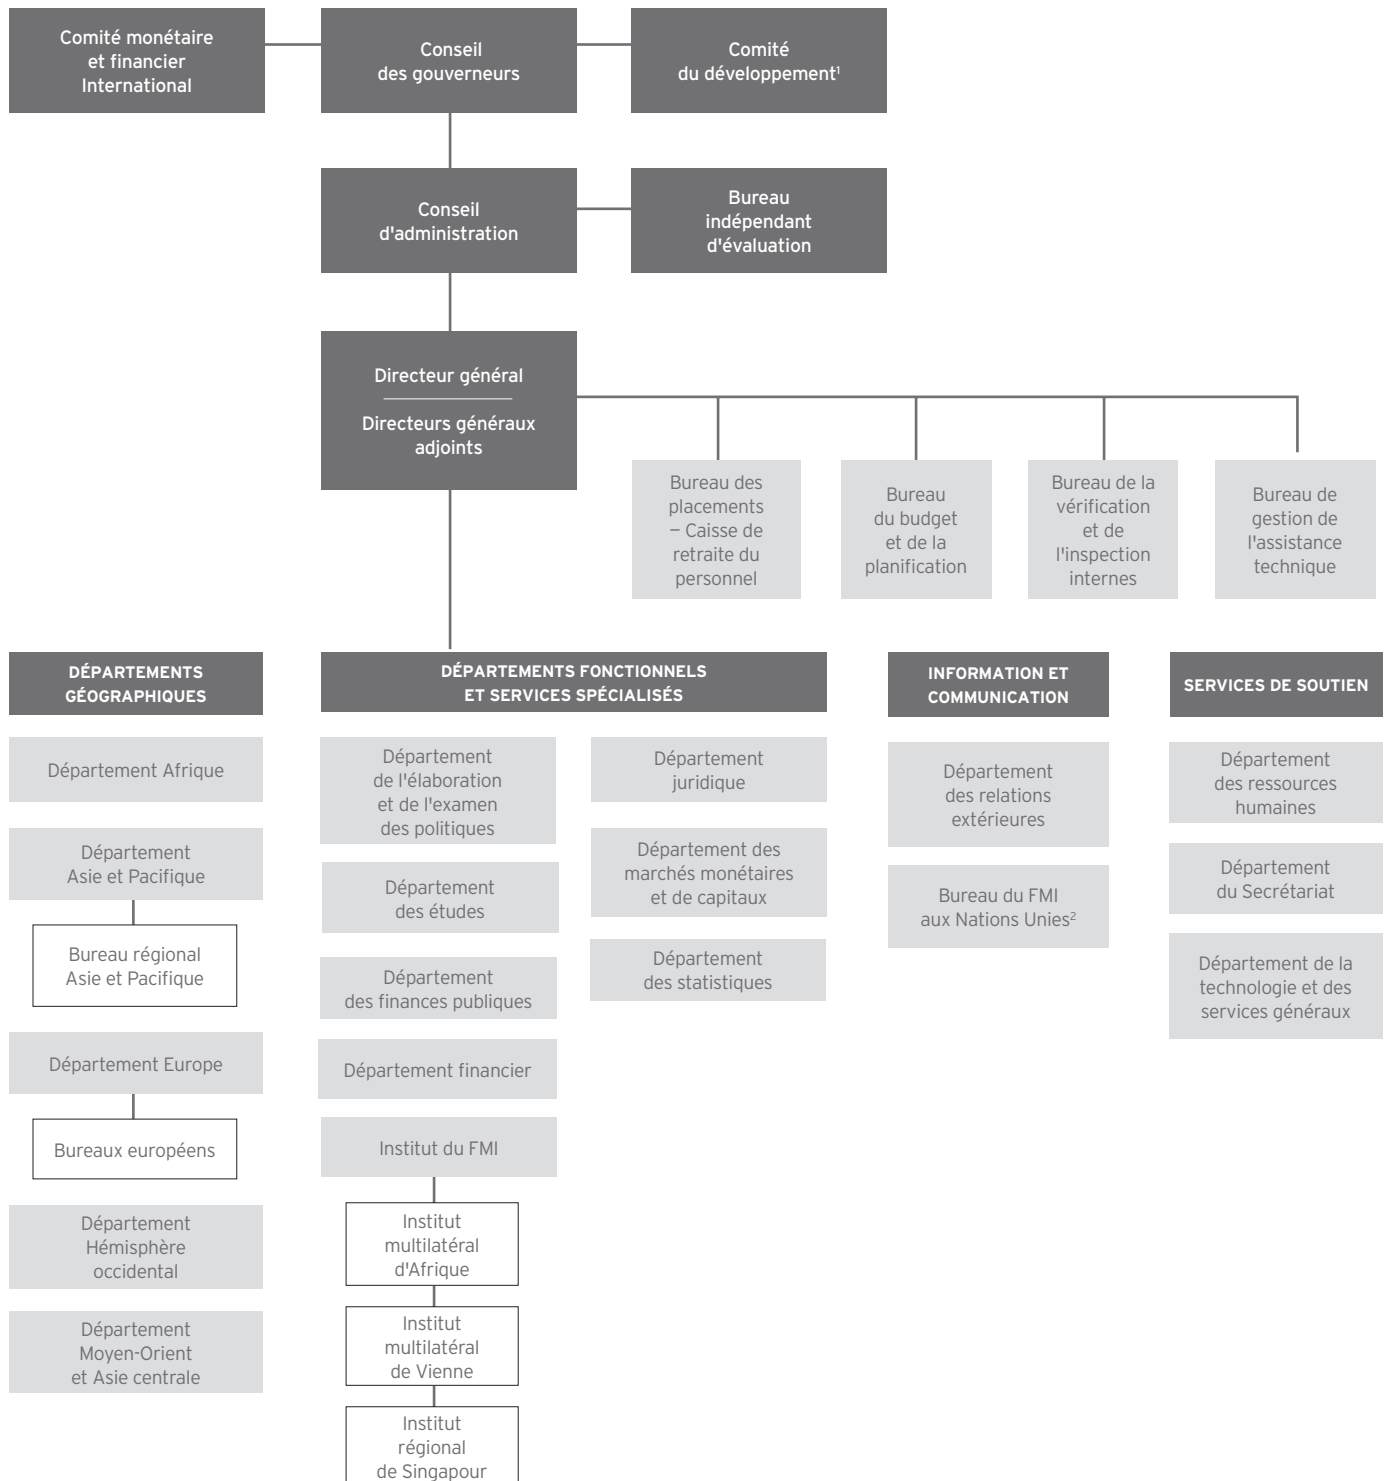 Comité monétaire
et financier
International
Conseil
des gouverneurs
Comité
du développement¹
Conseil
d'administration
Bureau
indépendant
d'évaluation
Directeur général
Directeurs généraux
adjoints
Bureau des
placements
— Caisse de
retraite du
personnel
Bureau
du budget
et de la
planification
Bureau de la
vérification
et de
l'inspection
internes
Bureau de
gestion de
l'assistance
technique
DÉPARTEMENTS
GÉOGRAPHIQUES
Département Afrique
Département
Asie et Pacifique
Bureau régional
Asie et Pacifique
Département Europe
Bureaux européens
Département
Hémisphère
occidental
Département
Moyen-Orient
et Asie centrale
DÉPARTEMENTS FONCTIONNELS
ET SERVICES SPÉCIALISÉS
Département
de l'élaboration
et de l'examen
des politiques
Département
des études
Département
des finances publiques
Département financier
Institut du FMI
Institut
multilatéral
d'Afrique
Institut
multilatéral
de Vienne
Institut
régional
de Singapour
Département
juridique
Département des
marchés monétaires
et de capitaux
Département
des statistiques
INFORMATION ET
COMMUNICATION
Département
des relations
extérieures
Bureau du FMI
aux Nations Unies²
SERVICES DE SOUTIEN
Département
des ressources
humaines
Département
du Secrétariat
Département de la
technologie et des
services généraux